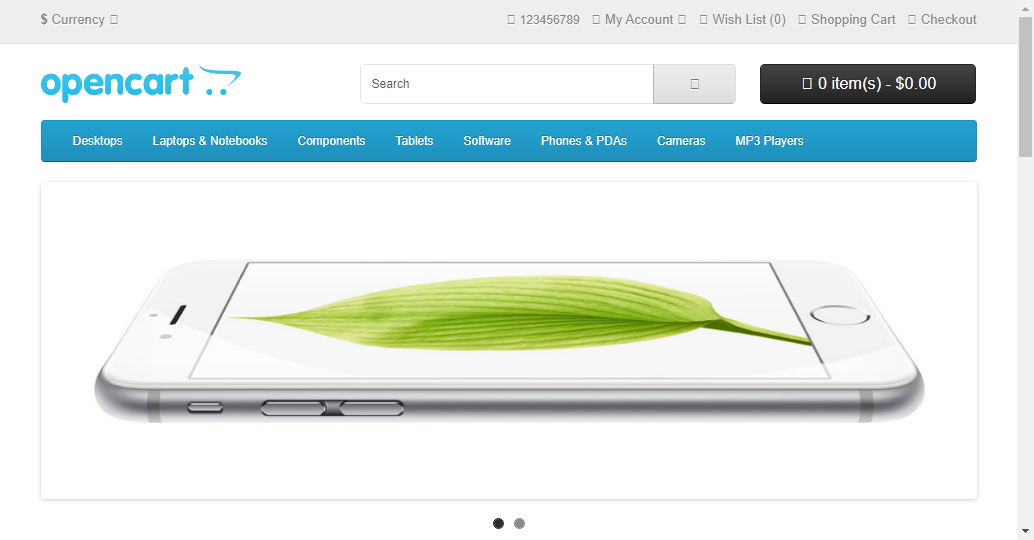 $ Currency
123456789 My Account Wish List (0) Shopping Cart Checkout
opencart
Search
0 item(s) - $0.00
Desktops Laptops & Notebooks Components Tablets Software Phones & PDAs Cameras MP3 Players